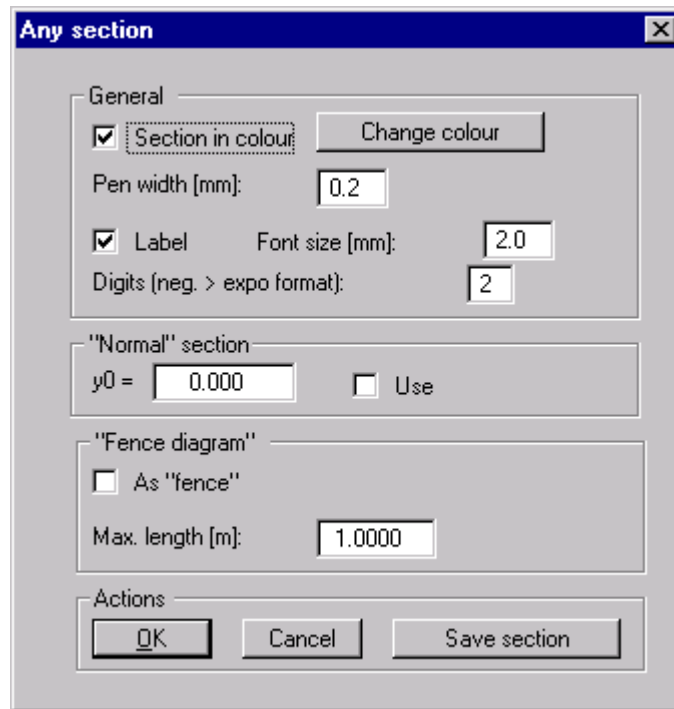 Any section
General
Section in colour Change colour
Pen width [mm]: 0.2
Label Font size [mm]: 2.0
Digits (neg. > expo format): 2
"Normal" section
y0 = 0.000 Use
"Fence diagram"
As "fence"
Max. length [m]: 1.0000
Actions
OK Cancel Save section